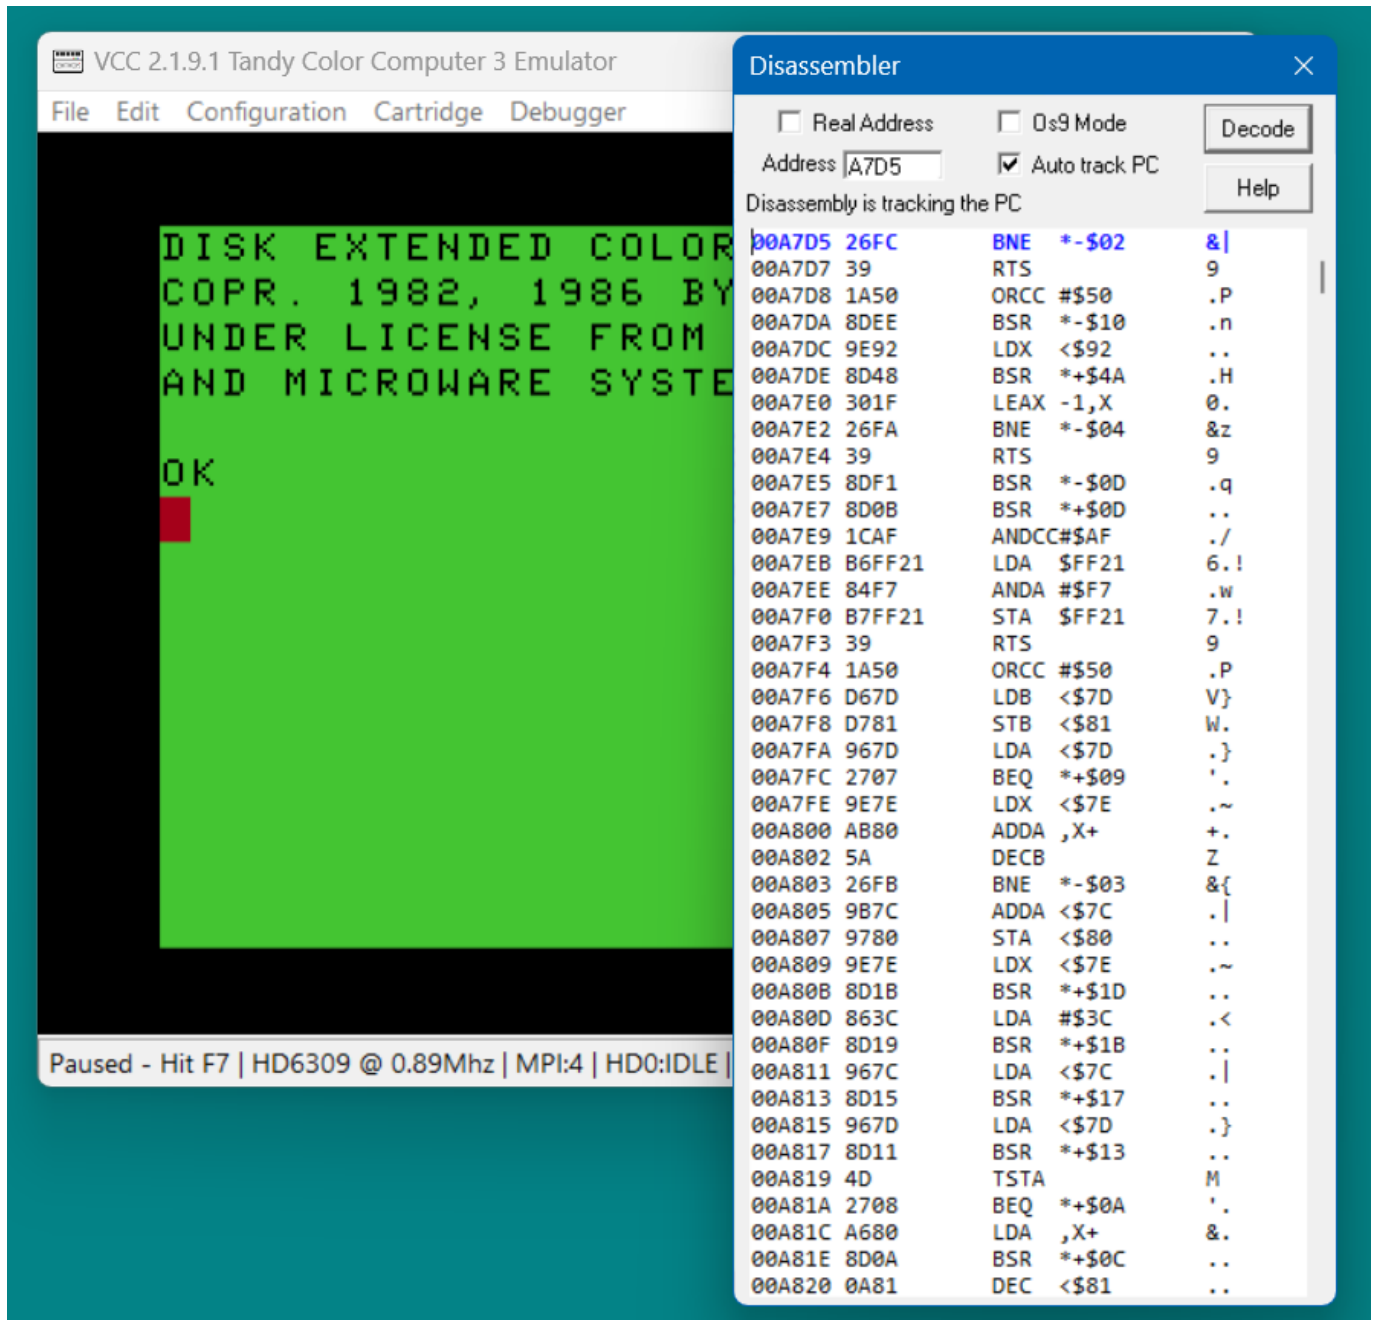 VCC 2.1.9.1 Tandy Color Computer 3 Emulator
File Edit Configuration Cartridge Debugger
DISK EXTENDED COLOR
COPR. 1982, 1986 BY
UNDER LICENSE FROM
AND MICROWARE SYSTE
OK
Paused - Hit F7 | HD6309 @ 0.89Mhz | MPI:4 | HD0:IDLE |
Disassembler
Real Address Os9 Mode Decode
Address A7D5 Auto track PC Help
Disassembly is tracking the PC
00A7D5 26FC BNE *-$02 &|
00A7D7 39 RTS 9
00A7D8 1A50 ORCC #$50 .P
00A7DA 8DEE BSR *-$10 .n
00A7DC 9E92 LDX <$92 ..
00A7DE 8D48 BSR *+$4A .H
00A7E0 301F LEAX -1,X 0.
00A7E2 26FA BNE *-$04 &z
00A7E4 39 RTS 9
00A7E5 8DF1 BSR *-$0D .q
00A7E7 8D0B BSR *+$0D ..
00A7E9 1CAF ANDCC#$AF ./
00A7EB B6FF21 LDA $FF21 6.!
00A7EE 84F7 ANDA #$F7 .w
00A7F0 B7FF21 STA $FF21 7.!
00A7F3 39 RTS 9
00A7F4 1A50 ORCC #$50 .P
00A7F6 D67D LDB <$7D V}
00A7F8 D781 STB <$81 W.
00A7FA 967D LDA <$7D .}
00A7FC 2707 BEQ *+$09 '.
00A7FE 9E7E LDX <$7E .~
00A800 AB80 ADDA ,X+ +.
00A802 5A DECB Z
00A803 26FB BNE *-$03 &{
00A805 9B7C ADDA <$7C .|
00A807 9780 STA <$80 ..
00A809 9E7E LDX <$7E .~
00A80B 8D1B BSR *+$1D ..
00A80D 863C LDA #$3C .<
00A80F 8D19 BSR *+$1B ..
00A811 967C LDA <$7C .|
00A813 8D15 BSR *+$17 ..
00A815 967D LDA <$7D .}
00A817 8D11 BSR *+$13 ..
00A819 4D TSTA M
00A81A 2708 BEQ *+$0A '.
00A81C A680 LDA ,X+ &.
00A81E 8D0A BSR *+$0C ..
00A820 0A81 DEC <$81 ..